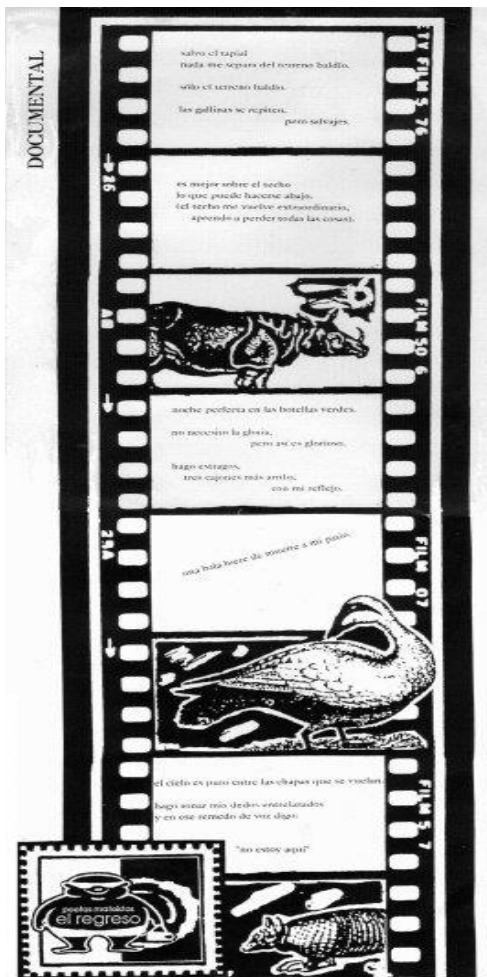 DOCUMENTAL
salvo el tapial
nada me separa del terreno baldío.
sólo el terreno baldío.
las gallinas se repiten,
pero salvajes.
es mejor sobre el techo
lo que puede hacerse abajo.
(el techo me vuelve extraordinario,
aprendo a perder todas las cosas).
noche perfecta en las botellas verdes.
no necesito la gloria,
pero así es glorioso.
hago estragos,
tres cajones más arriba,
con mi reflejo.
una bala hiere de muerte a mi patio.
el cielo es puro entre las chapas que se vuelan.
hago sonar mis dedos entrelazados
y en ese remedo de voz digo:
"no estoy aquí"
poetas mateístas
el regreso
FILM 5 76
26
A8
FILM 50 6
29A
FILM 07
FILM 5 7